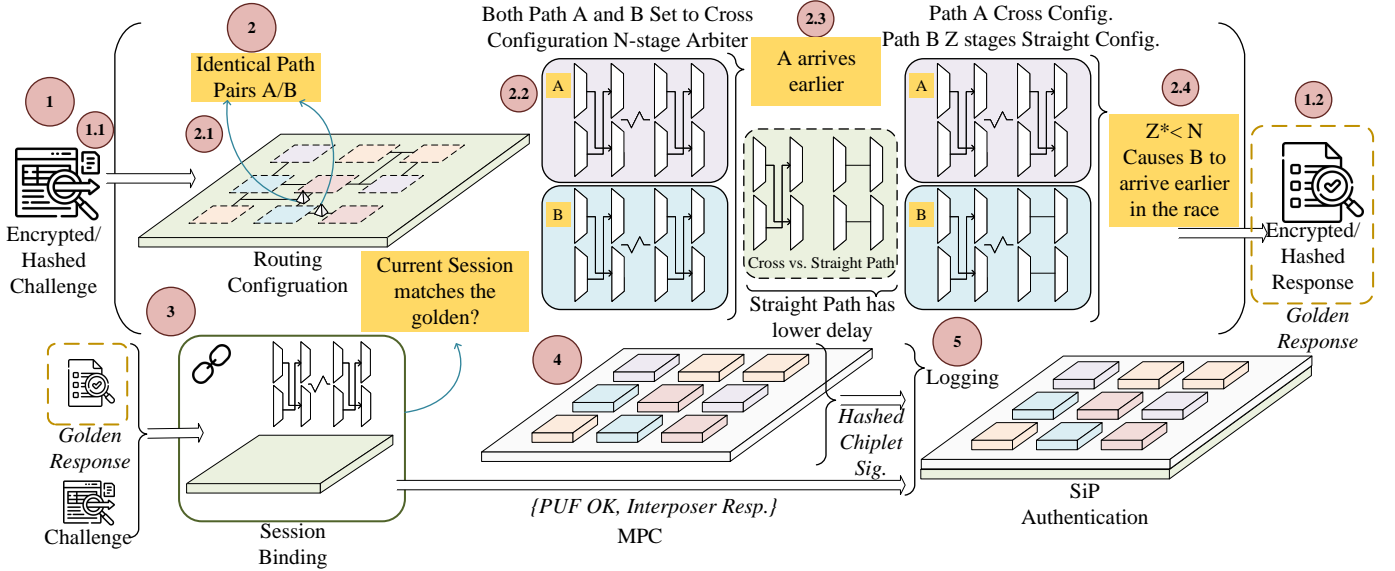 1
1.1
Encrypted/
Hashed
Challenge
2
Identical Path
Pairs A/B
2.1
Routing
Configruation
Both Path A and B Set to Cross
Configuration N-stage Arbiter
2.2
A
B
2.3
A arrives
earlier
Cross vs. Straight Path
Straight Path has
lower delay
Path A Cross Config.
Path B Z stages Straight Config.
A
B
2.4
Z*< N
Causes B to
arrive earlier
in the race
1.2
Encrypted/
Hashed
Response
Golden
Response
3
Golden
Response
Challenge
Session
Binding
Current Session
matches the
golden?
4
Hashed
Chiplet
Sig.
{PUF OK, Interposer Resp.}
MPC
5
Logging
SiP
Authentication